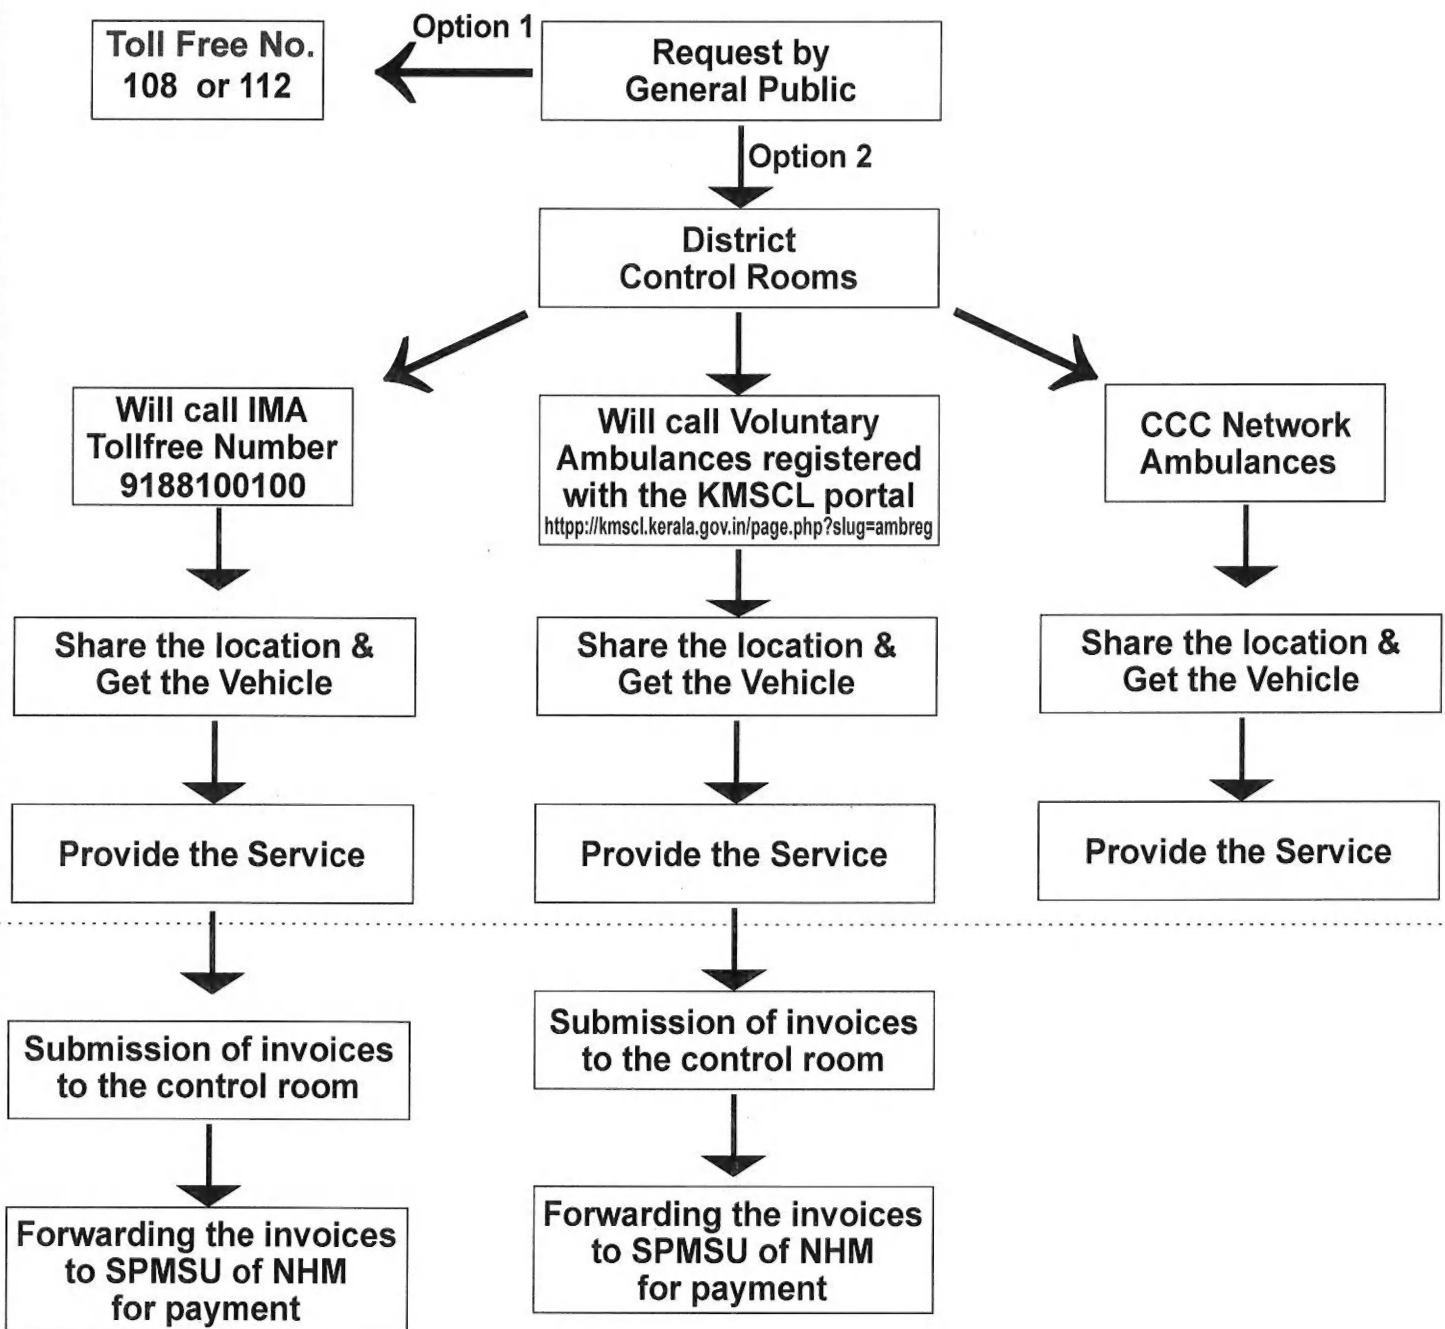 Toll Free No.
108 or 112
Option 1
Request by
General Public
Option 2
District
Control Rooms
Will call IMA
Tollfree Number
9188100100
Will call Voluntary
Ambulances registered
with the KMSCL portal
httpp://kmscl.kerala.gov.in/page.php?slug=ambreg
CCC Network
Ambulances
Share the location &
Get the Vehicle
Share the location &
Get the Vehicle
Share the location &
Get the Vehicle
Provide the Service
Provide the Service
Provide the Service
Submission of invoices
to the control room
Submission of invoices
to the control room
Forwarding the invoices
to SPMSU of NHM
for payment
Forwarding the invoices
to SPMSU of NHM
for payment